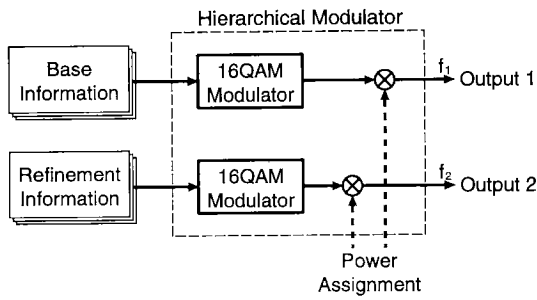 Hierarchical Modulator
Base
Information
16QAM
Modulator
f₁
Output 1
Refinement
Information
16QAM
Modulator
f₂
Output 2
Power
Assignment